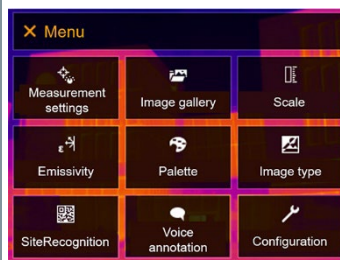 × Menu
Measurement
settings
Image gallery
Scale
ε
Emissivity
Palette
Image type
SiteRecognition
Voice
annotation
Configuration